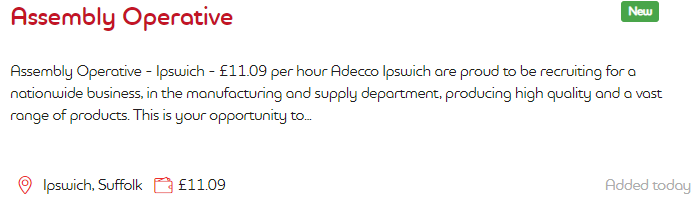 Assembly Operative
New
Assembly Operative - Ipswich - £11.09 per hour Adecco Ipswich are proud to be recruiting for a
nationwide business, in the manufacturing and supply department, producing high quality and a vast
range of products. This is your opportunity to...
Ipswich, Suffolk £11.09 Added today